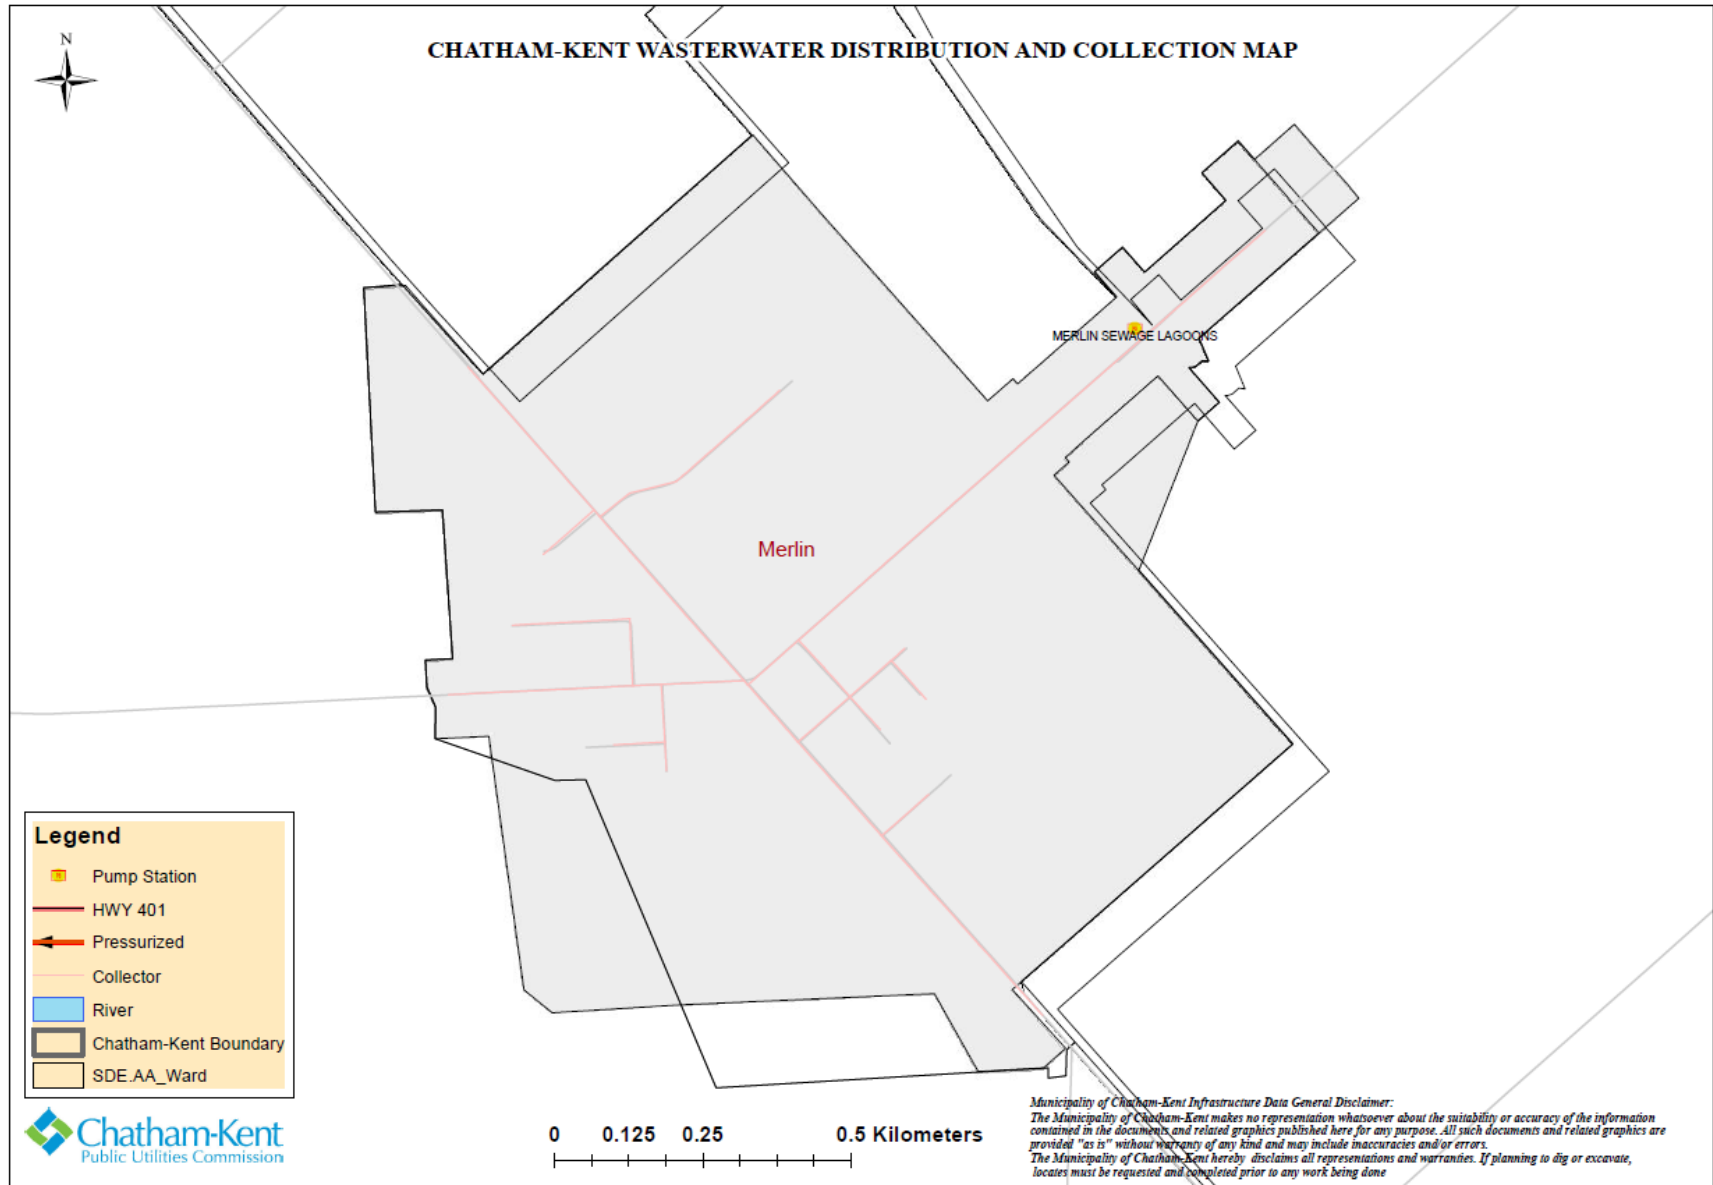 N
CHATHAM-KENT WASTERWATER DISTRIBUTION AND COLLECTION MAP
MERLIN SEWAGE LAGOONS
Merlin
Legend
Pump Station
HWY 401
Pressurized
Collector
River
Chatham-Kent Boundary
SDE.AA_Ward
Chatham-Kent
Public Utilities Commission
0 0.125 0.25 0.5 Kilometers
Municipality of Chatham-Kent Infrastructure Data General Disclaimer:
The Municipality of Chatham-Kent makes no representation whatsoever about the suitability or accuracy of the information
contained in the documents and related graphics published here for any purpose. All such documents and related graphics are
provided "as is" without warranty of any kind and may include inaccuracies and/or errors.
The Municipality of Chatham-Kent hereby disclaims all representations and warranties. If planning to dig or excavate,
locates must be requested and completed prior to any work being done